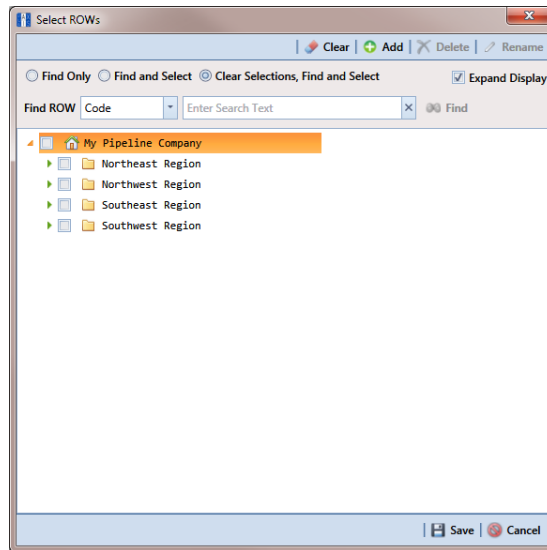 Select ROWs
Clear Add Delete Rename
Find Only Find and Select Clear Selections, Find and Select Expand Display
Find ROW Code Enter Search Text Find
My Pipeline Company
Northeast Region
Northwest Region
Southeast Region
Southwest Region
Save Cancel